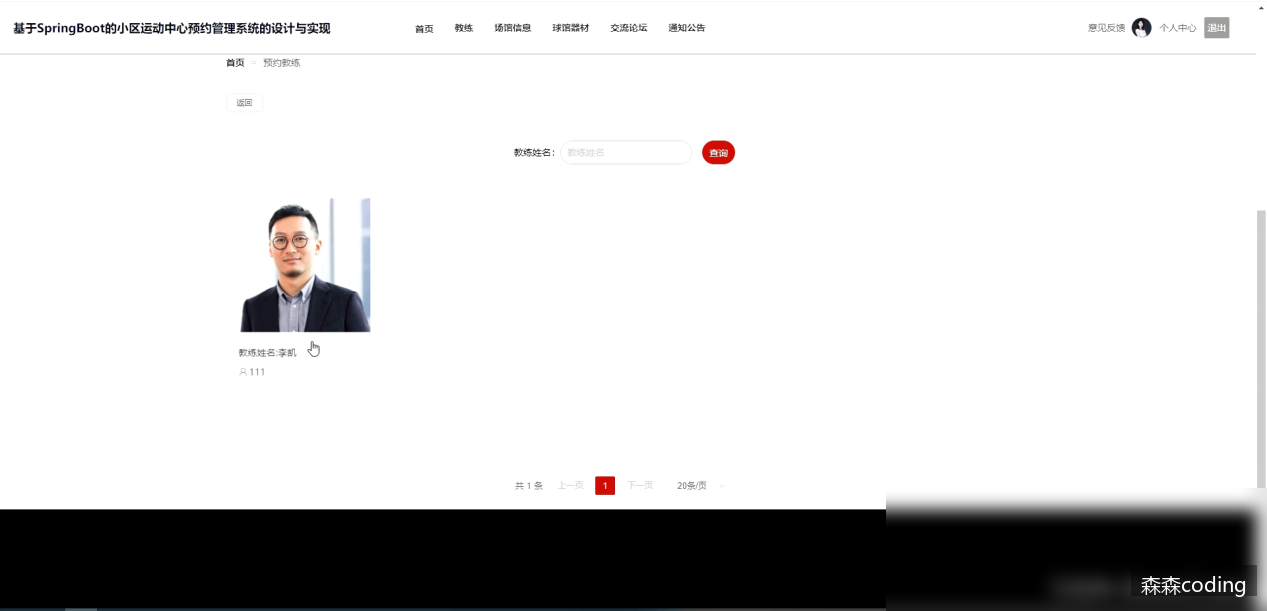 基于SpringBoot的小区运动中心预约管理系统的设计与实现 首页 教练 场馆信息 球馆器材 交流论坛 通知公告 意见反馈 个人中心 退出
首页 = 预约教练
返回
教练姓名： 教练姓名 查询
教练姓名:李凯
111
共 1 条 上一页 1 下一页 20条/页
森森coding